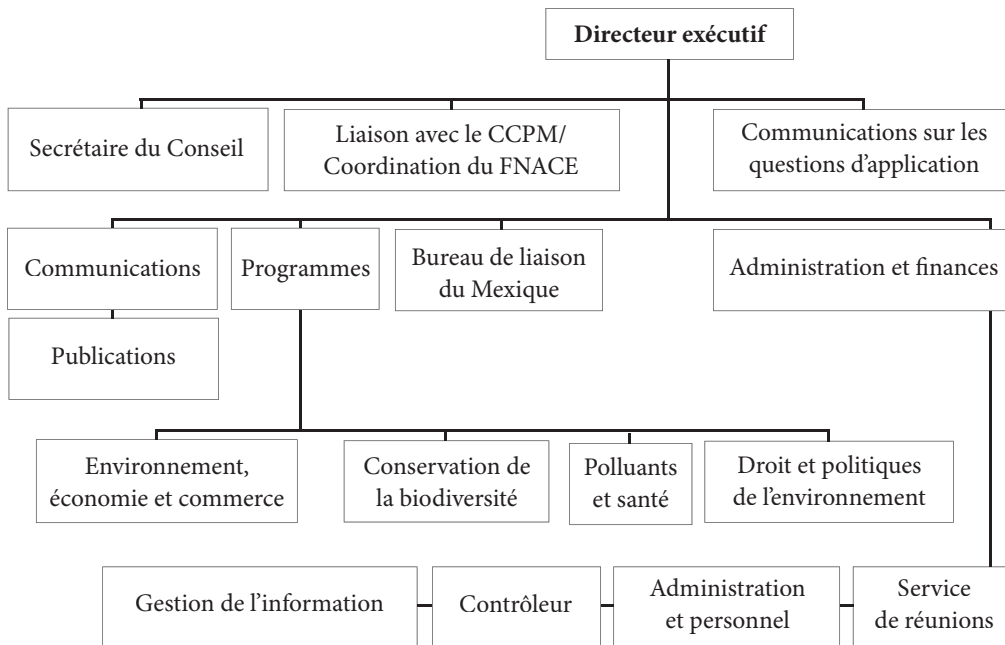 Directeur exécutif
Secrétaire du Conseil
Liaison avec le CCPM/
Coordination du FNACE
Communications sur les
questions d'application
Communications
Programmes
Bureau de liaison
du Mexique
Administration et finances
Publications
Environnement,
économie et commerce
Conservation de
la biodiversité
Polluants
et santé
Droit et politiques
de l'environnement
Gestion de l'information
Contrôleur
Administration
et personnel
Service
de réunions